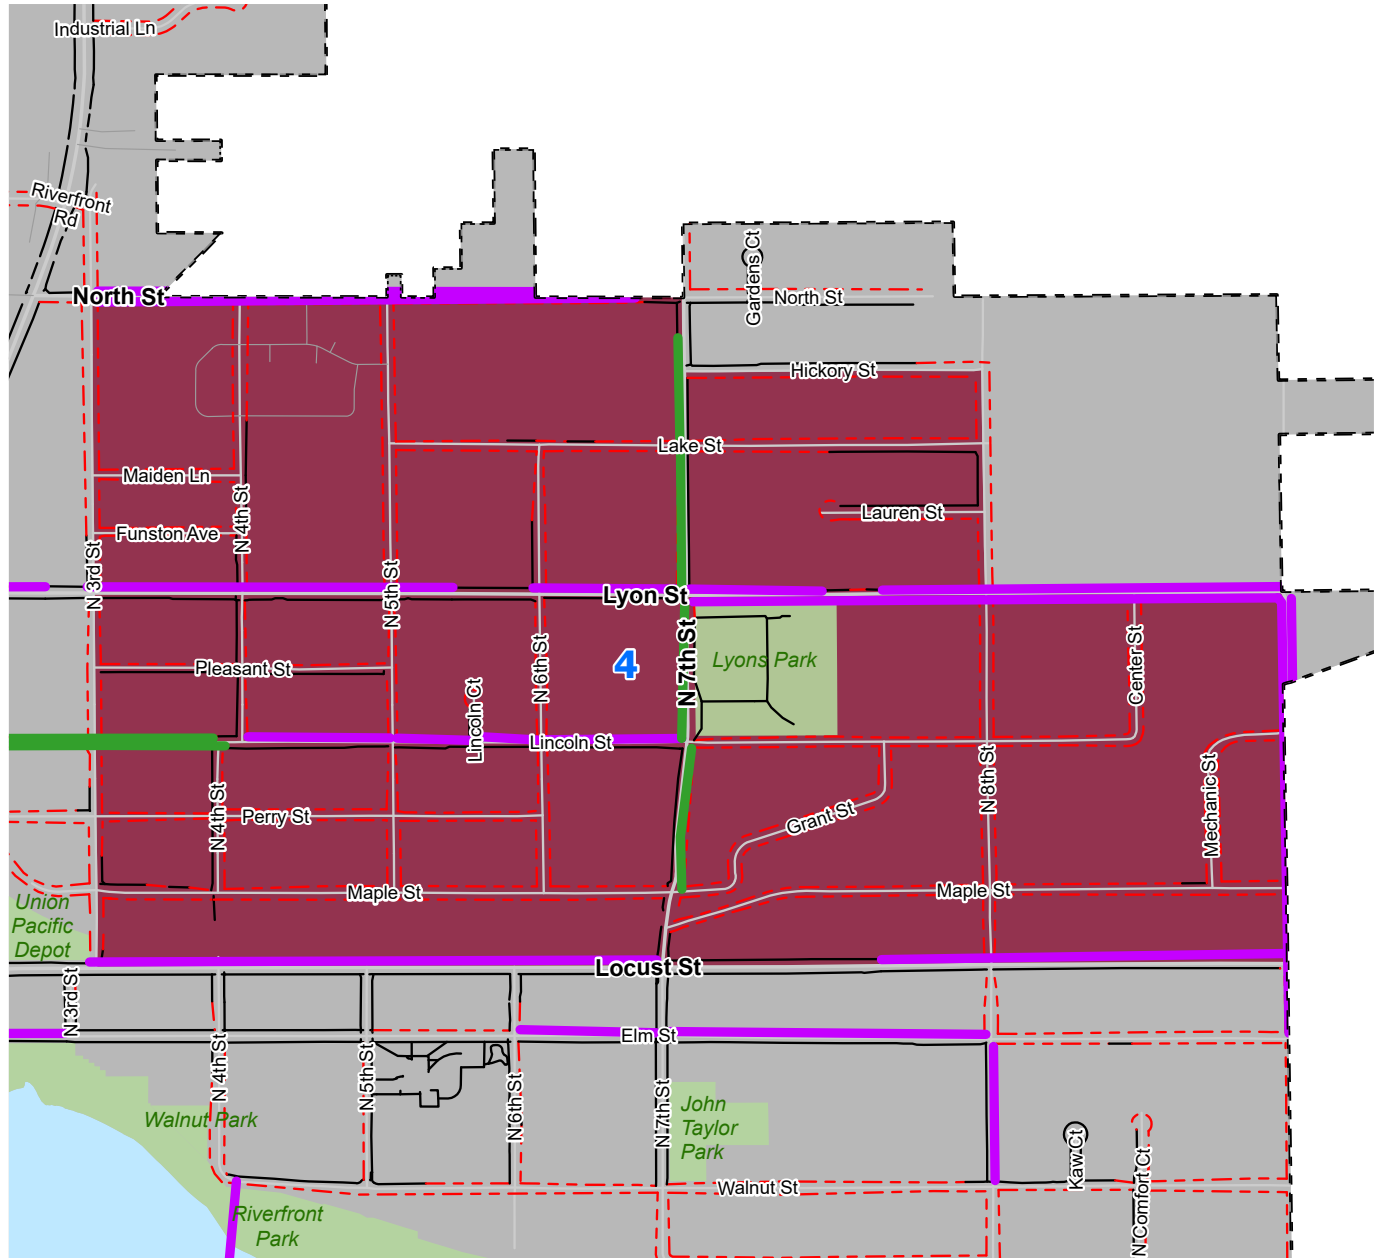 Industrial Ln
Riverfront
Rd
Gardens Ct
North St
North St
Hickory St
Lake St
Maiden Ln
N 4th St
Lauren St
Funston Ave
N 3rd St
N 5th St
Lyon St
N 7th St
4
Lyons Park
Center St
Pleasant St
N 6th St
Lincoln Ct
Lincoln St
N 8th St
Mechanic St
N 4th St
Perry St
Grant St
Maple St
Maple St
Union
Pacific
Depot
Locust St
N 3rd St
Elm St
N 4th St
N 5th St
N 6th St
N 7th St
Walnut Park
John
Taylor
Park
Kaw Ct
N Comfort Ct
Walnut St
Riverfront
Park